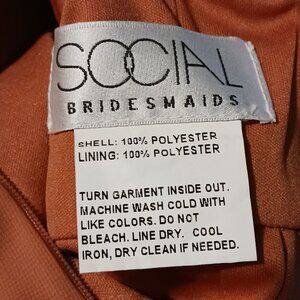 SOCIAL
BRIDESMAIDS
SHELL: 100% POLYESTER
LINING: 100% POLYESTER
TURN GARMENT INSIDE OUT.
MACHINE WASH COLD WITH
LIKE COLORS. DO NOT
BLEACH. LINE DRY. COOL
IRON, DRY CLEAN IF NEEDED.